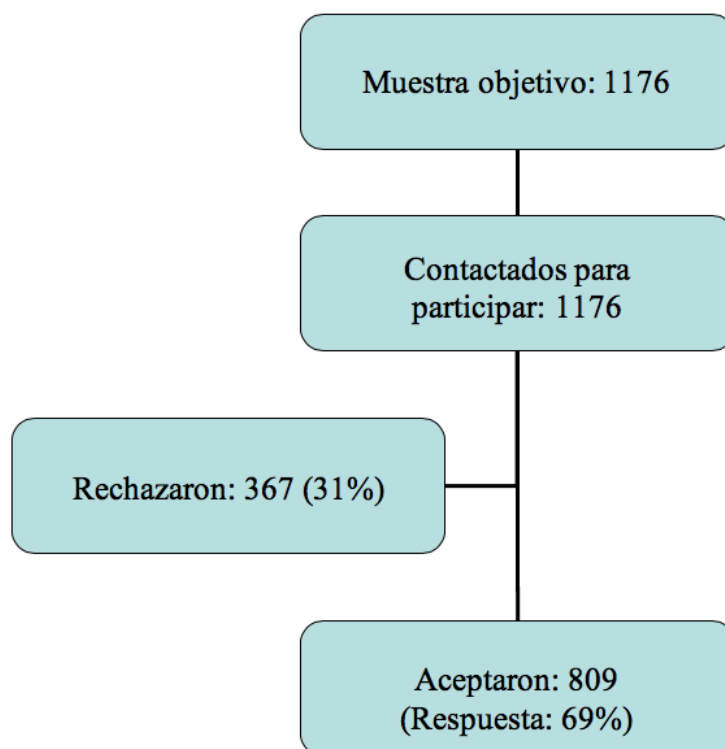 Muestra objetivo: 1176
Contactados para
participar: 1176
Rechazaron: 367 (31%)
Aceptaron: 809
(Respuesta: 69%)